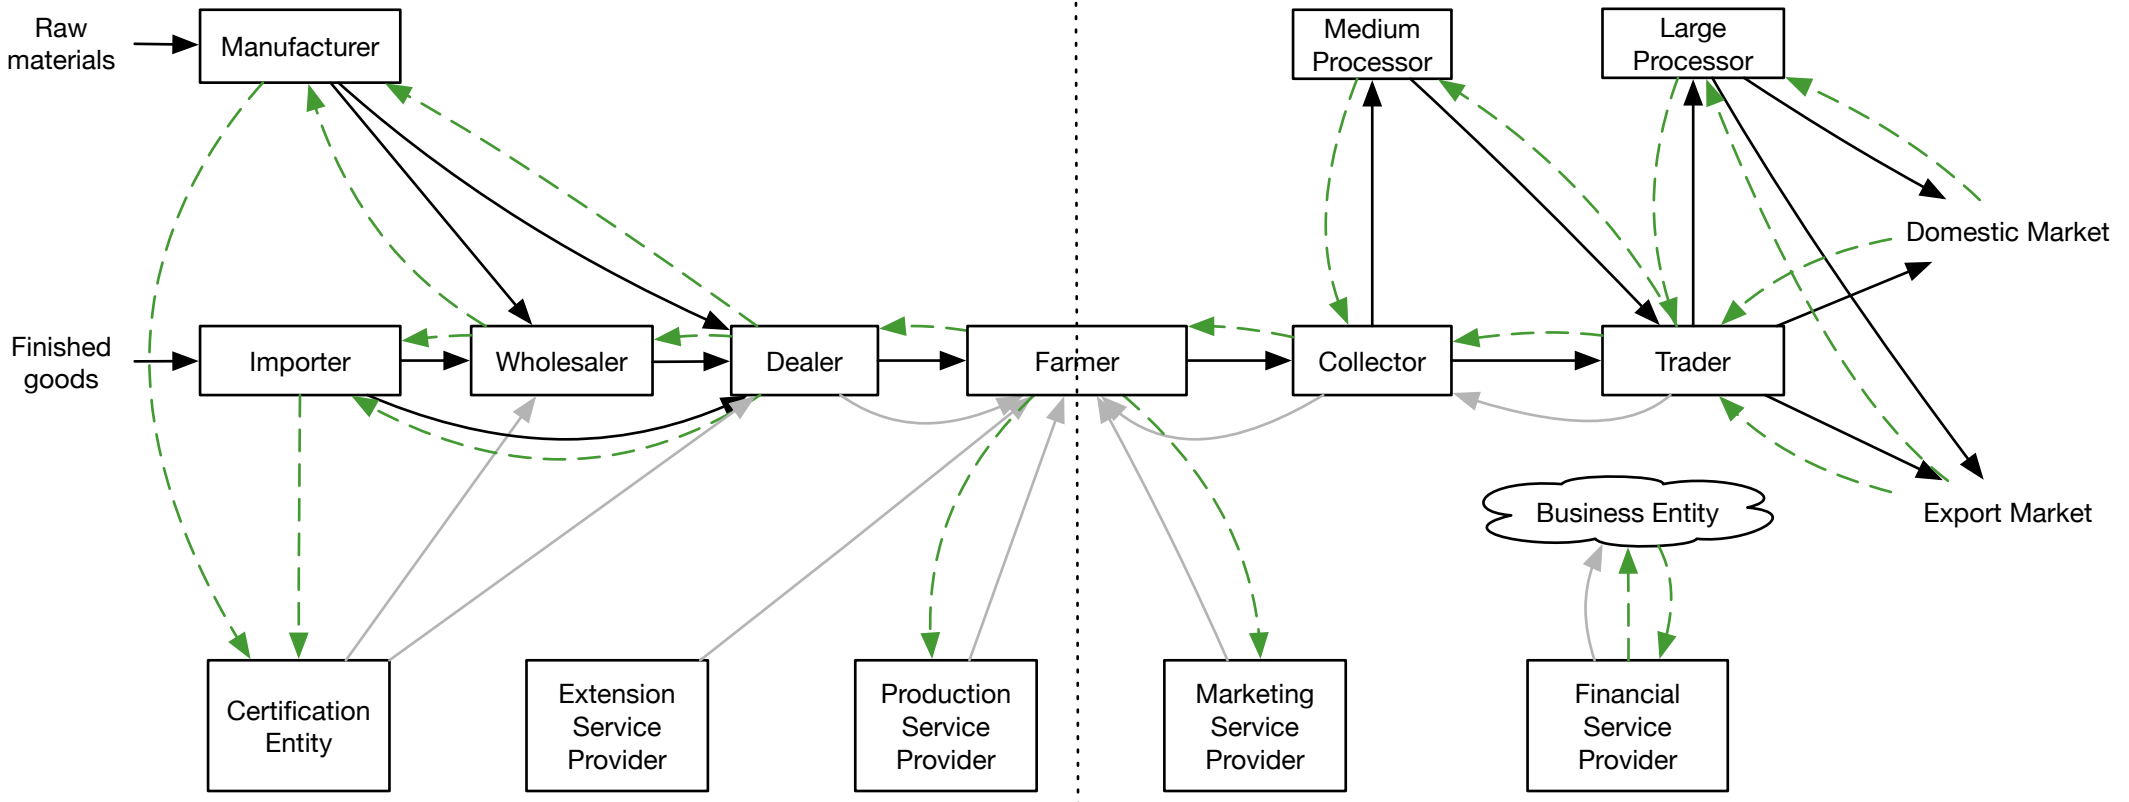 Raw
materials
Manufacturer
Medium
Processor
Large
Processor
Domestic Market
Finished
goods
Importer
Wholesaler
Dealer
Farmer
Collector
Trader
Business Entity
Export Market
Certification
Entity
Extension
Service
Provider
Production
Service
Provider
Marketing
Service
Provider
Financial
Service
Provider